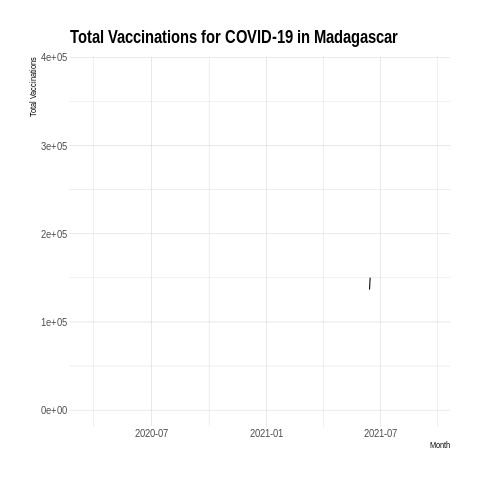 Total Vaccinations for COVID-19 in Madagascar
Total Vaccinations
4e+05
3e+05
2e+05
1e+05
0e+00
2020-07 2021-01 2021-07
Month